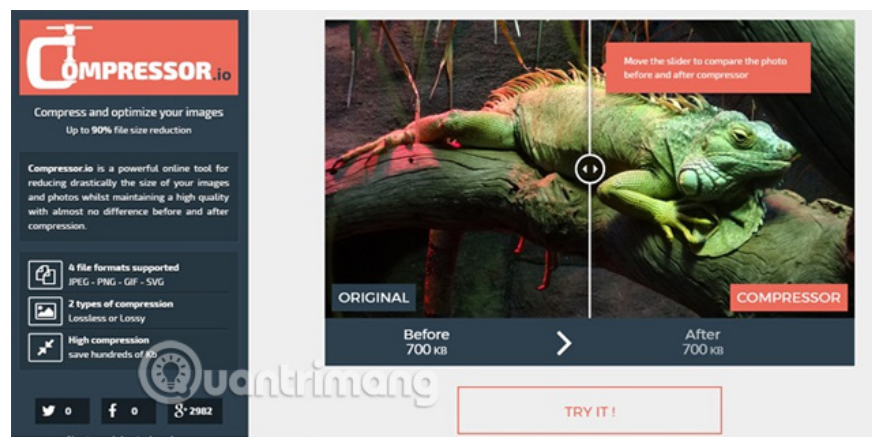 COMPRESSOR.io
Compress and optimize your images
Up to 90% file size reduction
Compressor.io is a powerful online tool for
reducing drastically the size of your images
and photos whilst maintaining a high quality
with almost no difference before and after
compression.
4 file formats supported
JPEG - PNG - GIF - SVG
2 types of compression
Lossless or Lossy
High compression
save hundreds of Kb
0
0
2982
Move the slider to compare the photo
before and after compressor
ORIGINAL
COMPRESSOR
Before
700 KB
After
700 KB
Quantrimang
TRY IT !